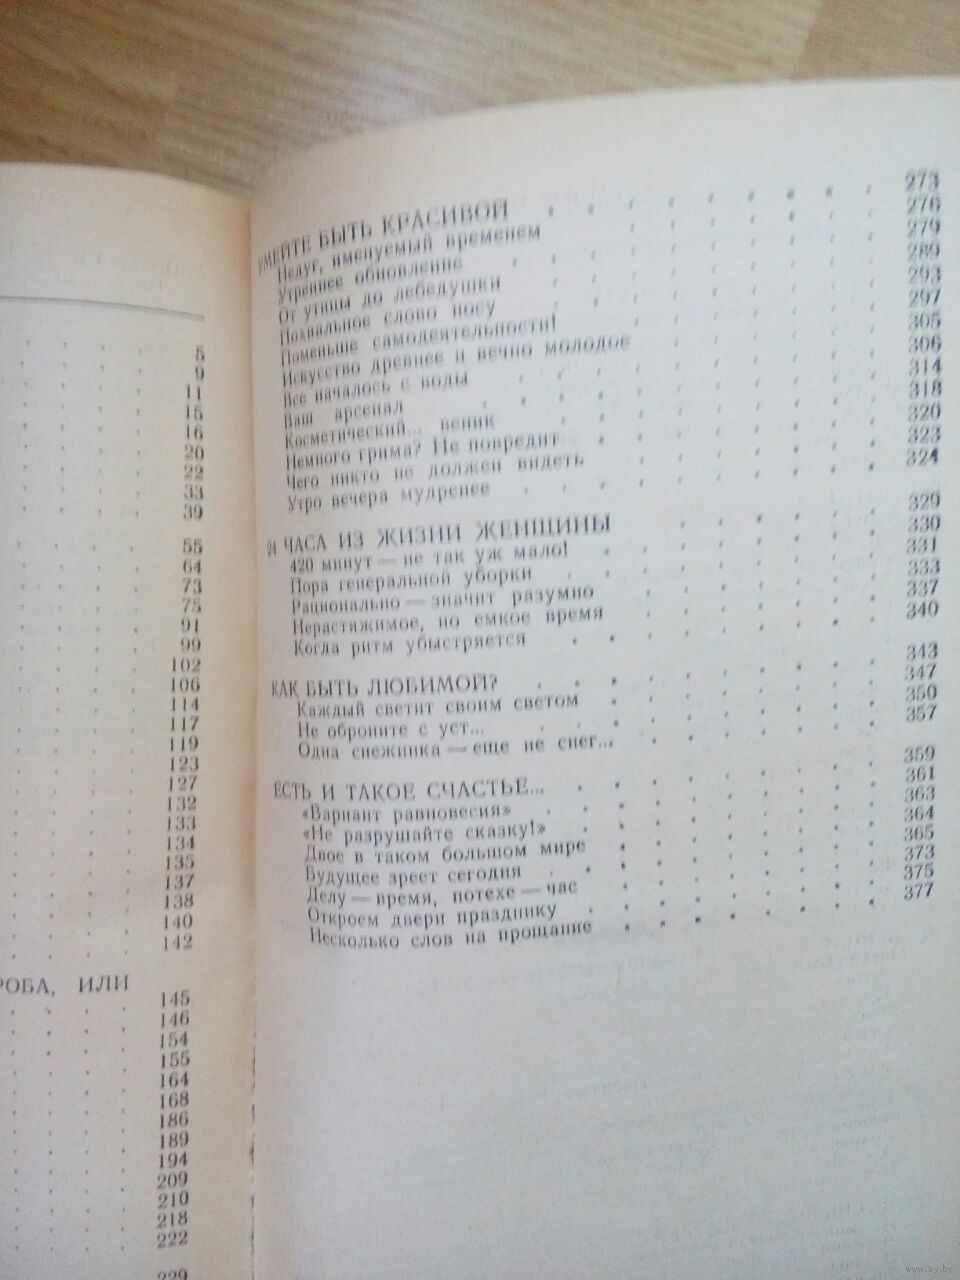 5
9
11
15
16
20
22
33
39
55
64
73
75
91
99
102
106
114
117
119
123
127
132
133
134
135
137
138
140
142
РОБА, ИЛИ
145
146
154
155
164
168
186
189
194
209
210
218
222
229
УМЕЙТЕ БЫТЬ КРАСИВОЙ . . . . . . . . . 273
Недуг, именуемый временем . . . . . . . 276
Утреннее обновление . . . . . . . . . . 279
От утицы до лебедушки . . . . . . . . . 289
Похвальное слово носу . . . . . . . . . 293
Поменьше самодеятельности! . . . . . . . 297
Искусство древнее и вечно молодое . . . . . . 305
Все началось с воды . . . . . . . . . 306
Ваш арсенал . . . . . . . . . . 314
Косметический... веник . . . . . . . . 318
Немного грима? Не повредит . . . . . . . 320
Чего никто не должен видеть . . . . . . . 323
Утро вечера мудренее . . . . . . . . 324
24 ЧАСА ИЗ ЖИЗНИ ЖЕНЩИНЫ . . . . . . 329
420 минут — не так уж мало! . . . . . . . 330
Пора генеральной уборки . . . . . . . . 331
Рационально — значит разумно . . . . . . 333
Нерастяжимое, но емкое время . . . . . . 337
Когда ритм убыстряется . . . . . . . . 340
КАК БЫТЬ ЛЮБИМОЙ? . . . . . . . . . 343
Каждый светит своим светом . . . . . . . 347
Не оброните с уст... . . . . . . . . . 350
Одна снежинка — еще не снег... . . . . . . 357
ЕСТЬ И ТАКОЕ СЧАСТЬЕ... . . . . . . . . 359
«Вариант равновесия» . . . . . . . . . 361
«Не разрушайте сказку!» . . . . . . . . 363
Двое в таком большом мире . . . . . . . 364
Будущее зреет сегодня . . . . . . . . 365
Делу — время, потехе — час . . . . . . . 373
Откроем двери празднику . . . . . . . . 375
Несколько слов на прощание . . . . . . . 377
www.ay.by